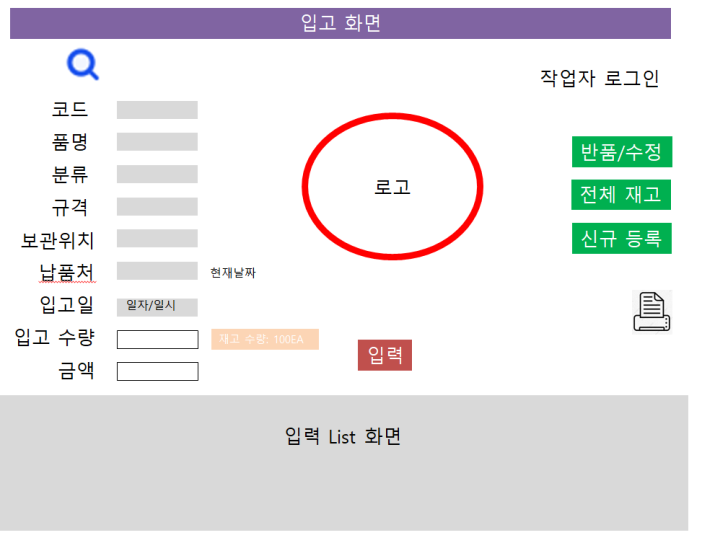 입고 화면
작업자 로그인
코드
품명
분류
규격
보관위치
납품처
현재날짜
입고일
일자/일시
입고 수량
재고 수량: 100EA
금액
로고
반품/수정
전체 재고
신규 등록
입력
입력 List 화면